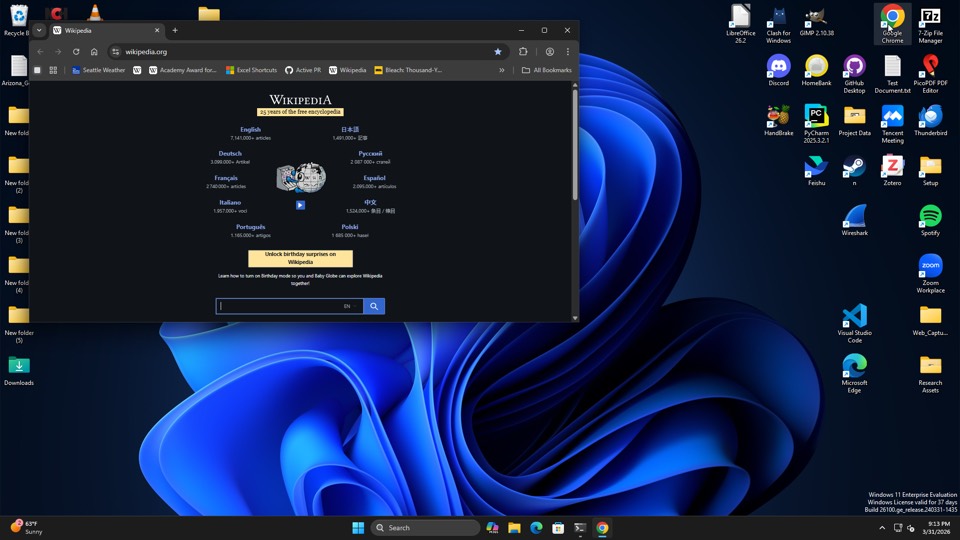 Recycle B
Wikipedia
wikipedia.org
Seattle Weather
Academy Award for...
Excel Shortcuts
Active PR
Wikipedia
Bleach: Thousand-Y...
»
All Bookmarks
WIKIPEDIA
25 years of the free encyclopedia
English
7,141,000+ articles
日本語
1,491,000+ 記事
Deutsch
3.099.000+ Artikel
Русский
2 087 000+ статей
Français
2 740 000+ articles
Español
2.095.000+ artículos
Italiano
1.957.000+ voci
中文
1,524,000+ 条目 / 條目
Português
1.166.000+ artigos
Polski
1 685 000+ haseł
Unlock birthday surprises on
Wikipedia
Learn how to turn on Birthday mode so you and Baby Globe can explore Wikipedia
together!
EN
Arizona_G
New fold
New folde
(2)
New folder
(3)
New folder
(4)
New folder
(5)
Downloads
LibreOffice
26.2
Clash for
Windows
GIMP 2.10.38
Google
Chrome
7-Zip File
Manager
Discord
HomeBank
GitHub
Desktop
Test
Document.txt
PicoPDF PDF
Editor
HandBrake
PyCharm
2025.3.2.1
Project Data
Tencent
Meeting
Thunderbird
Feishu
n
Zotero
Setup
Wireshark
Spotify
Zoom
Workplace
Visual Studio
Code
Web_Captu...
Microsoft
Edge
Research
Assets
Windows 11 Enterprise Evaluation
Windows License valid for 37 days
Build 26100.ge_release.240331-1435
63°F
Sunny
Search
9:13 PM
3/31/2026